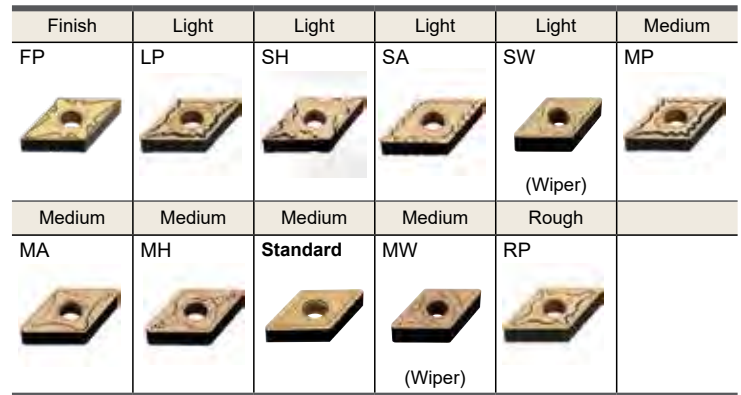 Finish Light Light Light Light Medium
FP LP SH SA SW MP
(Wiper)
Medium Medium Medium Medium Rough
MA MH Standard MW RP
(Wiper)